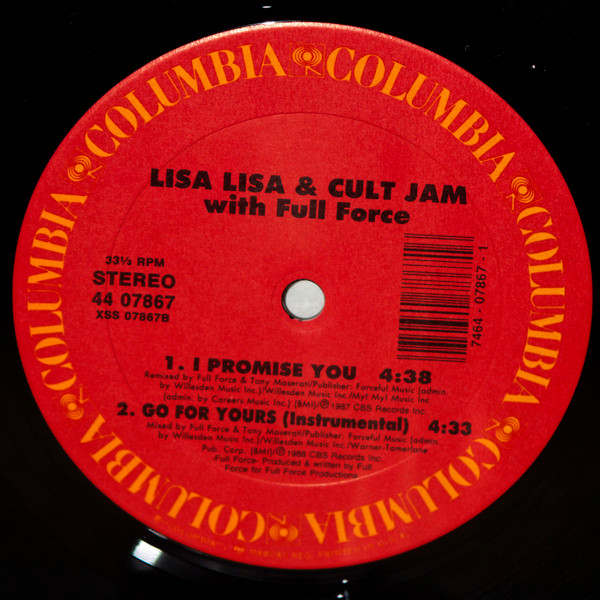 COLUMBIA COLUMBIA COLUMBIA COLUMBIA COLUMBIA COLUMBIA COLUMBIA COLUMBIA
LISA LISA & CULT JAM
with Full Force
33⅓ RPM
STEREO
44 07867
XSS 07867B
7464 07867-1
1. I PROMISE YOU 4:38
Remixed by Full Force & Tony Maserati/Publisher: Forceful Music (admin.
by Willesden Music Inc.)/Willesden Music Inc./My! My! Music Inc.
(admin. by Careers Music Inc.) (BMI)/Ⓟ 1987 CBS Records Inc.
2. GO FOR YOURS (Instrumental) 4:33
Mixed by Full Force & Tony Maserati/Publisher: Forceful Music (admin.
by Willesden Music Inc.)/Willesden Music Inc./Warner-Tamerlane
Pub. Corp. (BMI)/Ⓟ 1988 CBS Records Inc.
-Full Force- Produced & written by Full
Force for Full Force Productions